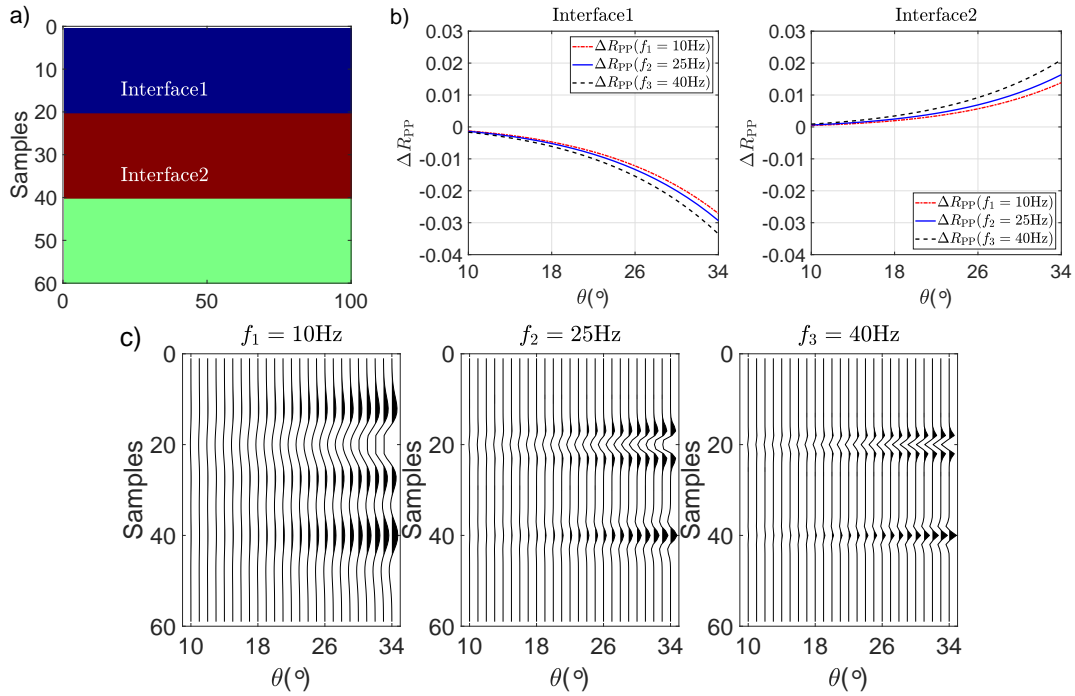 a)
0
10
20
30
40
50
60
Samples
Interface1
Interface2
0 50 100
b)
Interface1
0.03
0.02
0.01
0
-0.01
-0.02
-0.03
-0.04
ΔR_PP
ΔR_PP(f_1 = 10Hz)
ΔR_PP(f_2 = 25Hz)
ΔR_PP(f_3 = 40Hz)
10 18 26 34
θ(°)
Interface2
0.03
0.02
0.01
0
-0.01
-0.02
-0.03
-0.04
ΔR_PP
ΔR_PP(f_1 = 10Hz)
ΔR_PP(f_2 = 25Hz)
ΔR_PP(f_3 = 40Hz)
10 18 26 34
θ(°)
c)
f_1 = 10Hz
0
20
40
60
Samples
10 18 26 34
θ(°)
f_2 = 25Hz
0
20
40
60
Samples
10 18 26 34
θ(°)
f_3 = 40Hz
0
20
40
60
Samples
10 18 26 34
θ(°)